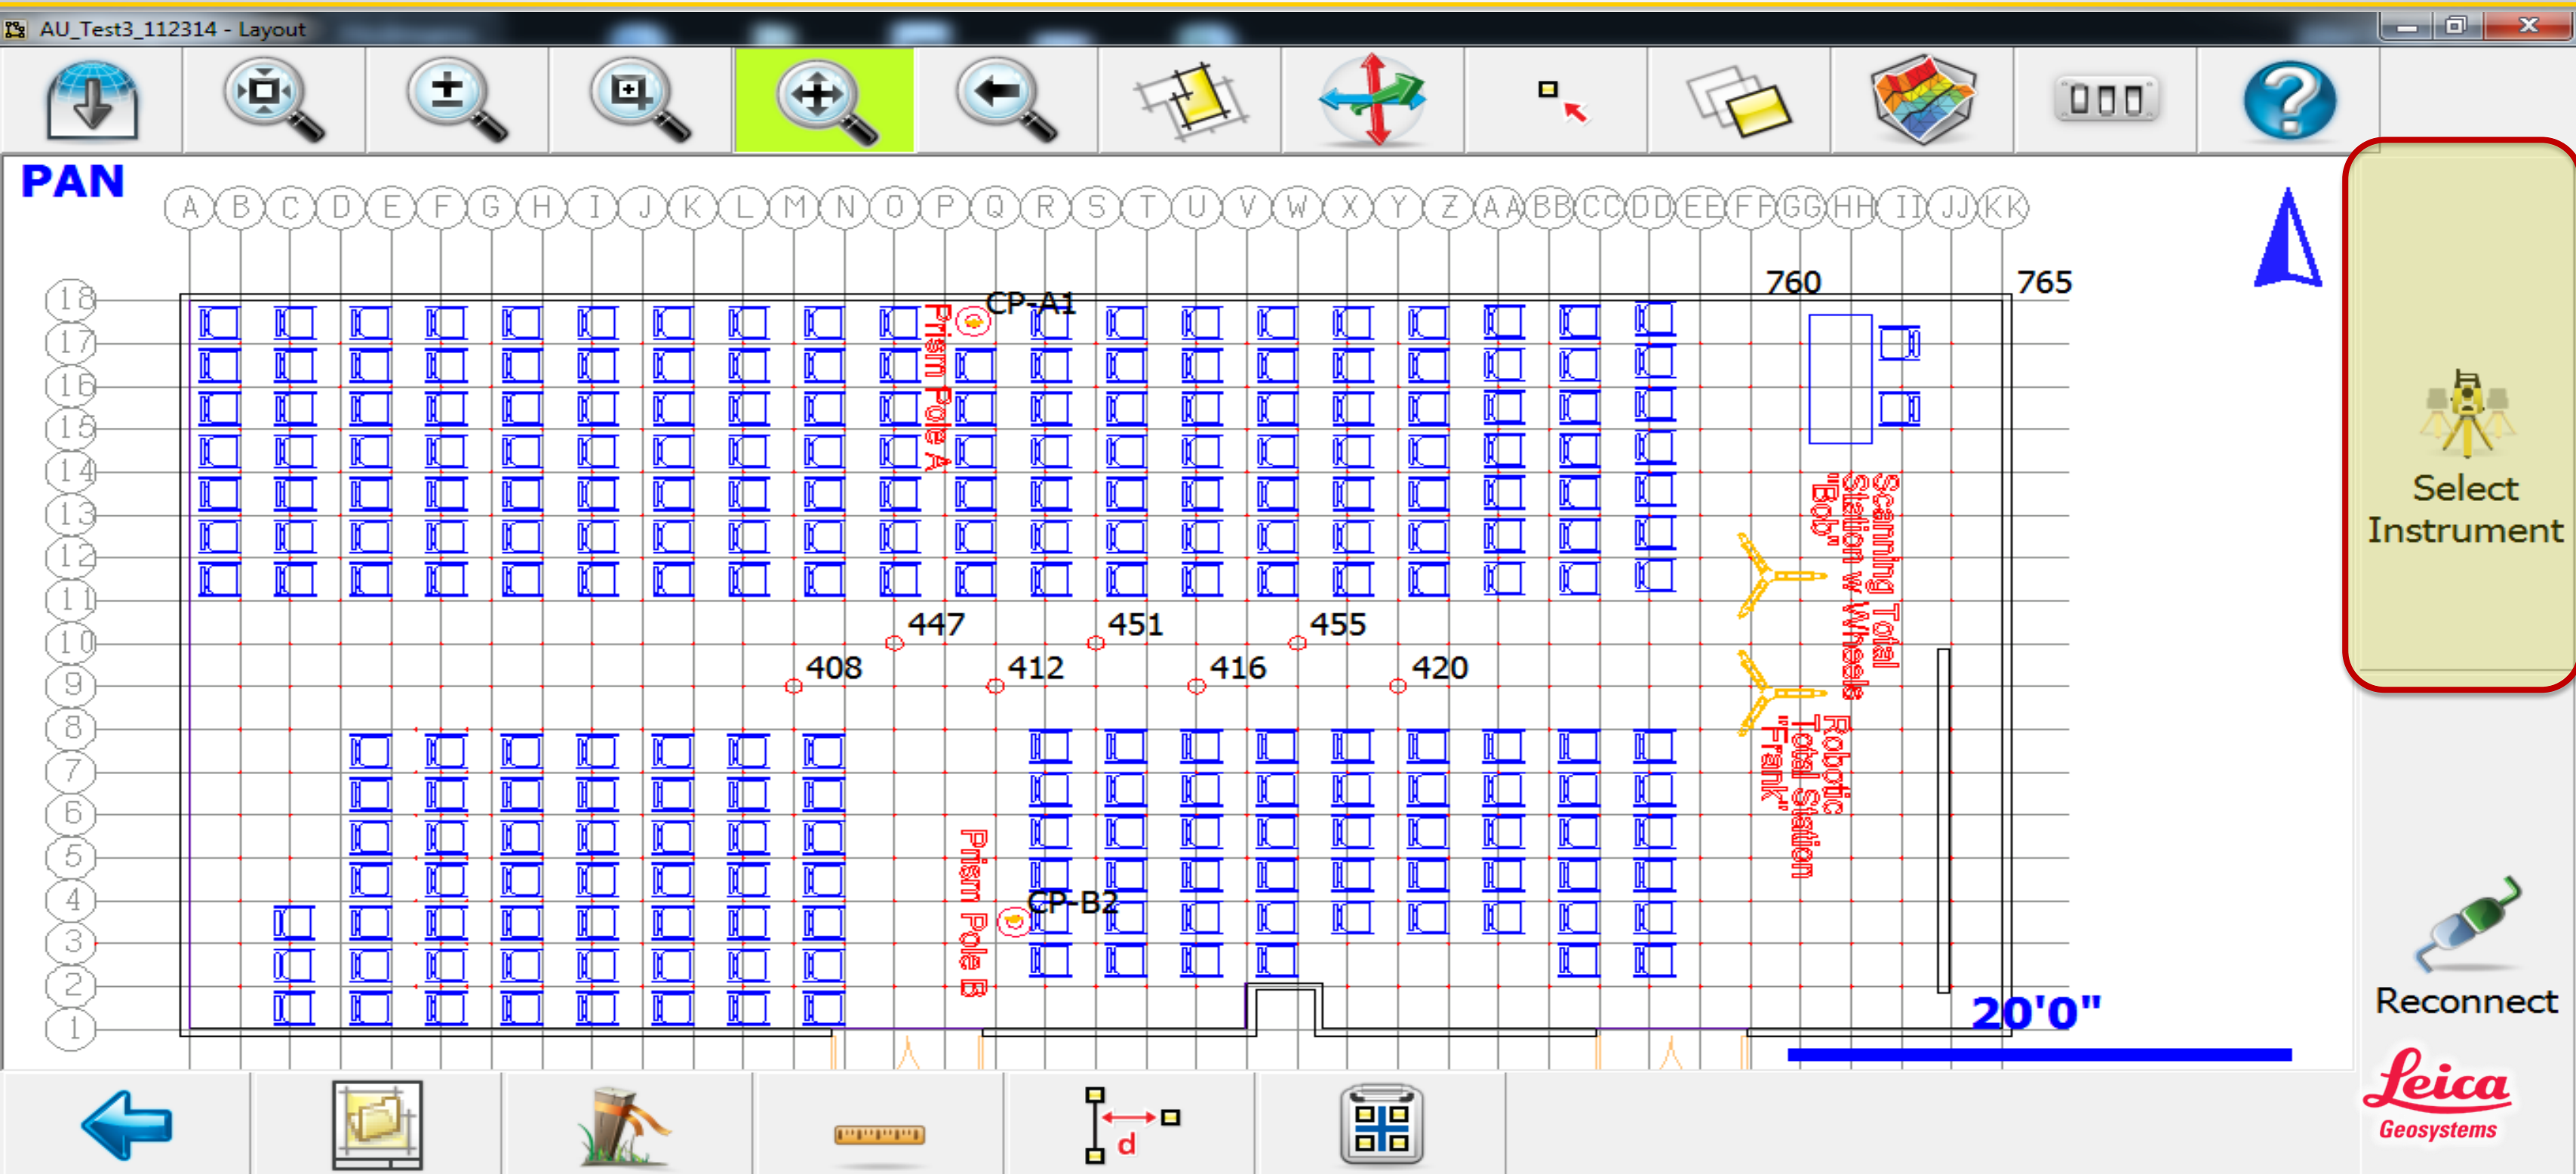 AU_Test3_112314 - Layout
PAN
A B C D E F G H I J K L M N O P Q R S T U V W X Y Z AA BB CC DD EE FF GG HH II JJ KK
760
765
18
CP-A1
17
16
15
14
13
12
11
10
9
8
7
6
5
4
3
2
1
Prism Pole A
447
451
455
408
412
416
420
Scanning Total
Station w Wheels
"Bob"
Robotic
Total Station
"Frank"
Prism Pole B
CP-B2
20'0"
Select
Instrument
Reconnect
d
Leica
Geosystems